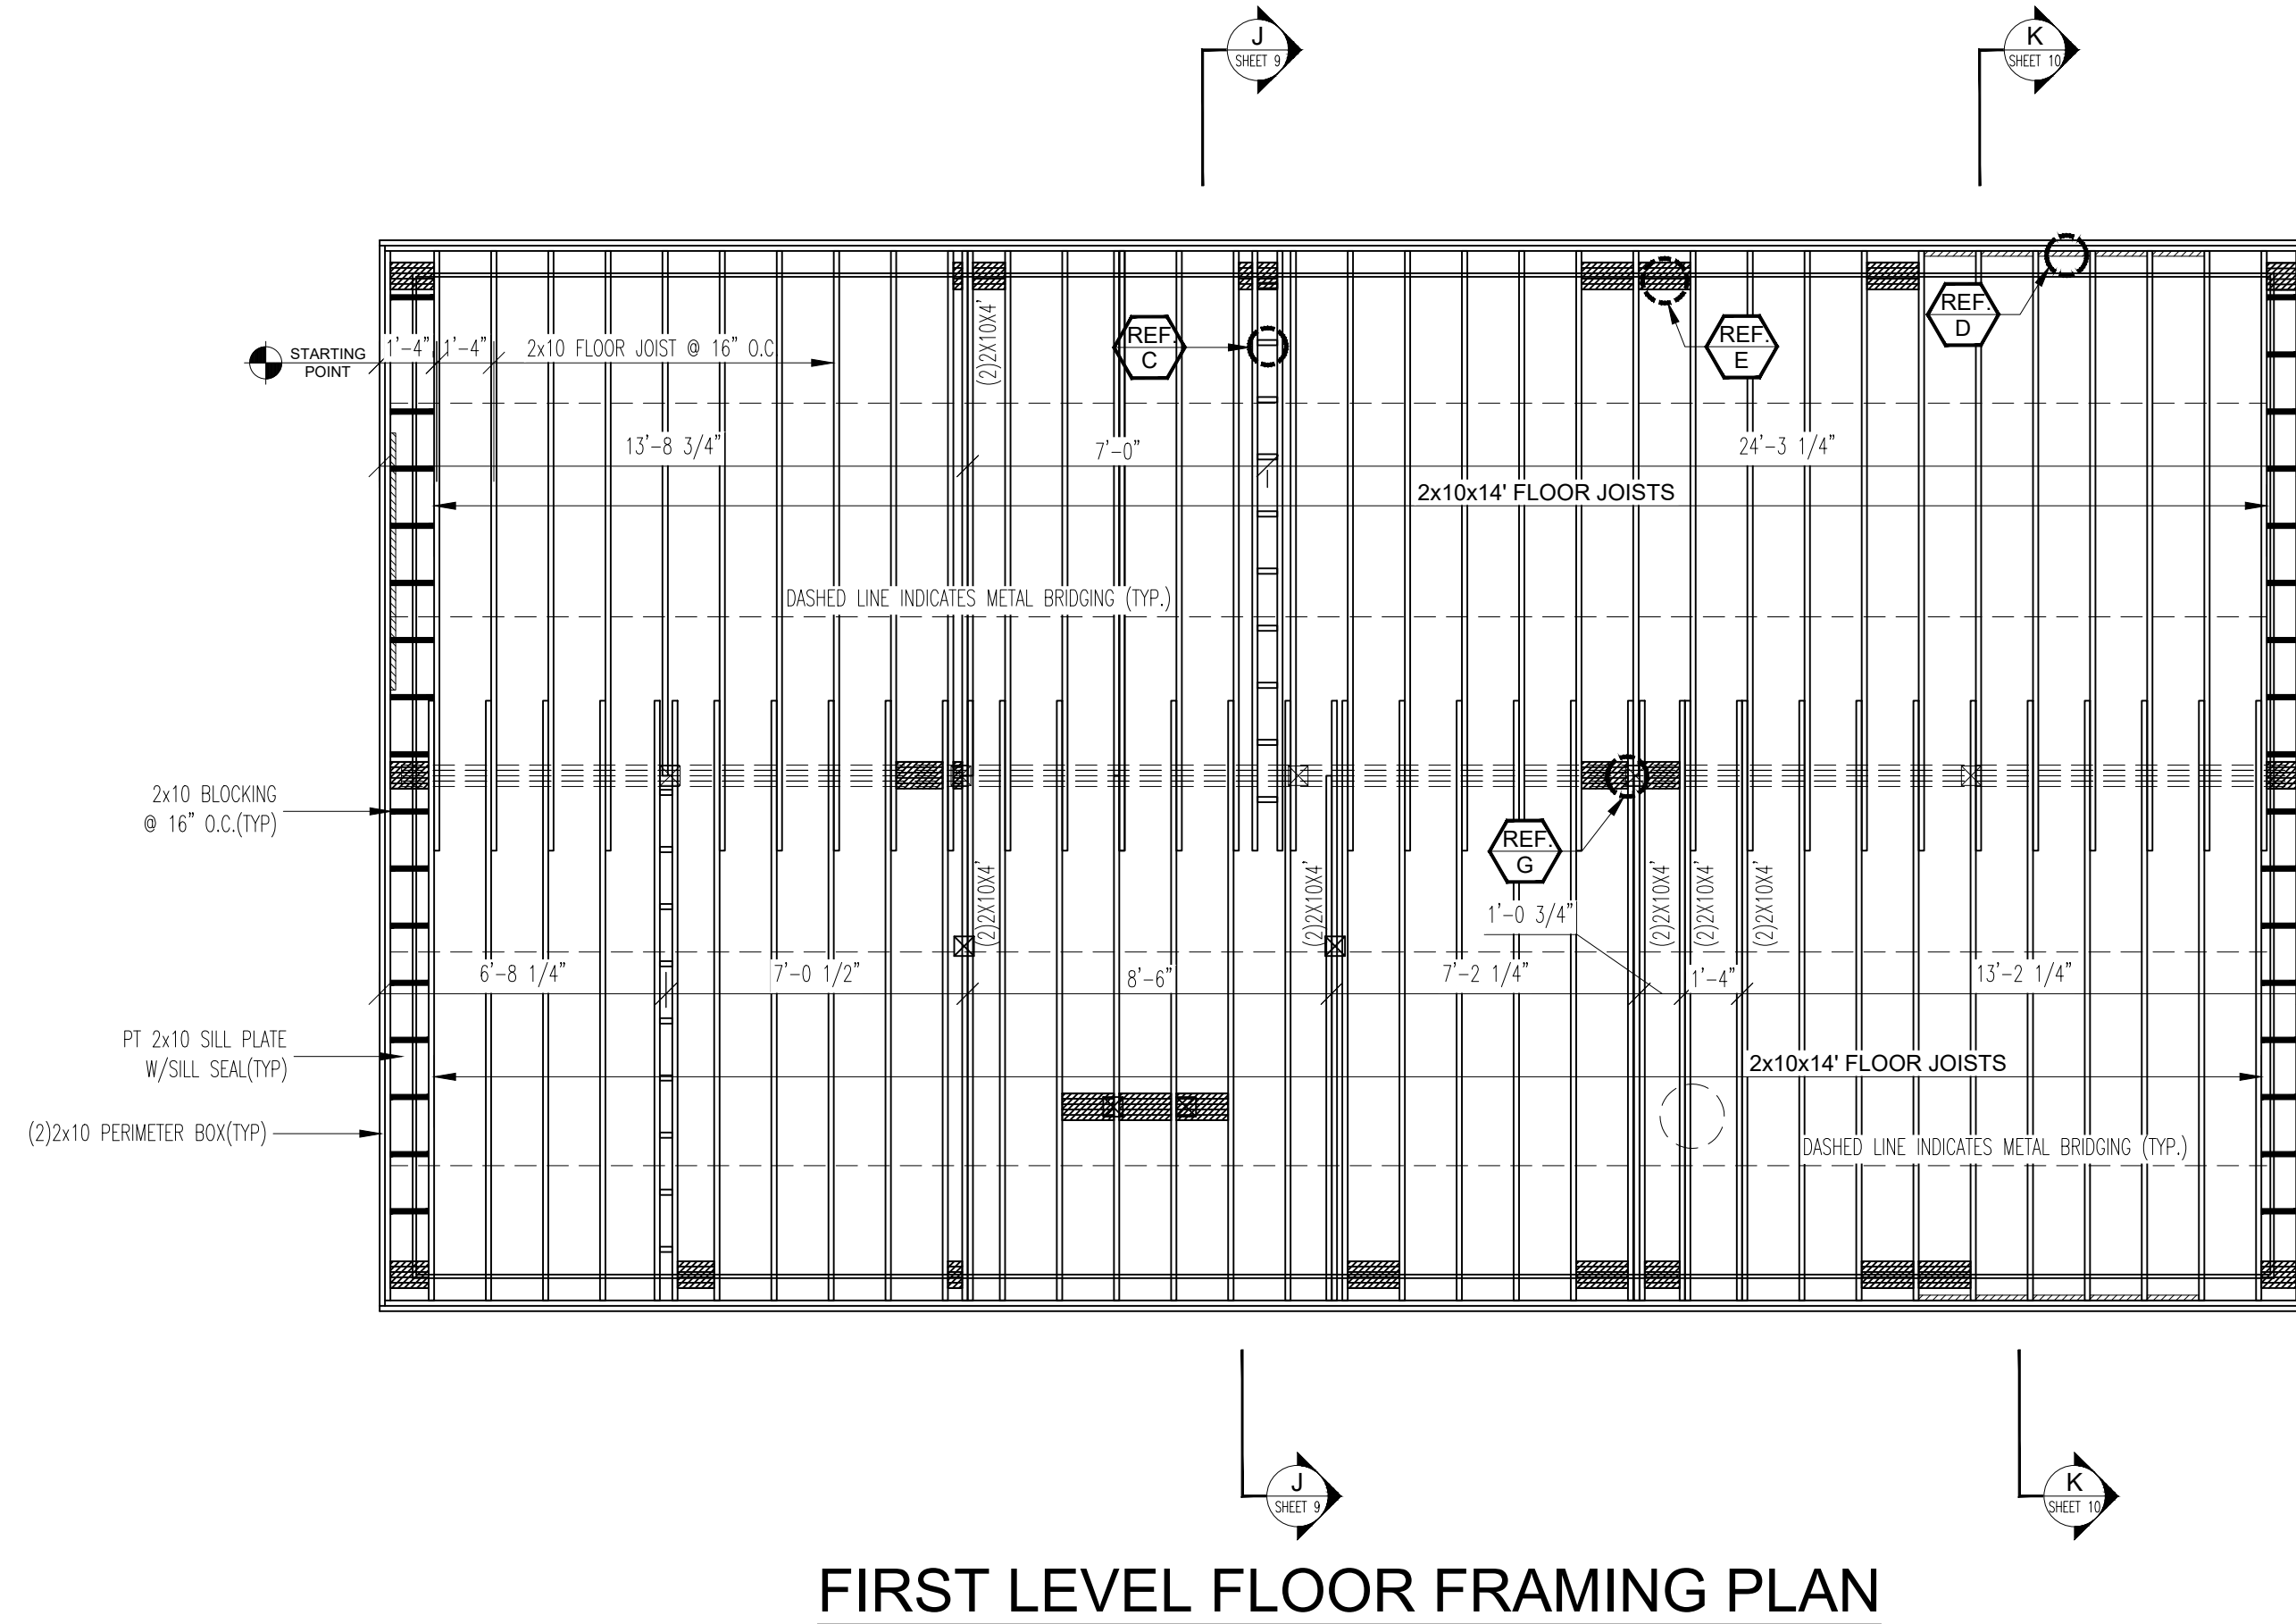 J
SHEET 9
K
SHEET 10
STARTING
POINT
1'-4"
1'-4"
2x10 FLOOR JOIST @ 16" O.C
(2)2X10X4'
REF.
C
REF.
E
REF.
D
13'-8 3/4"
7'-0"
24'-3 1/4"
2x10x14' FLOOR JOISTS
DASHED LINE INDICATES METAL BRIDGING (TYP.)
2x10 BLOCKING
@ 16" O.C.(TYP)
REF.
G
(2)2X10X4'
(2)2X10X4'
(2)2X10X4'
(2)2X10X4'
(2)2X10X4'
1'-0 3/4"
6'-8 1/4"
7'-0 1/2"
8'-6"
7'-2 1/4"
1'-4"
13'-2 1/4"
PT 2x10 SILL PLATE
W/SILL SEAL(TYP)
2x10x14' FLOOR JOISTS
(2)2x10 PERIMETER BOX(TYP)
DASHED LINE INDICATES METAL BRIDGING (TYP.)
J
SHEET 9
K
SHEET 10
FIRST LEVEL FLOOR FRAMING PLAN